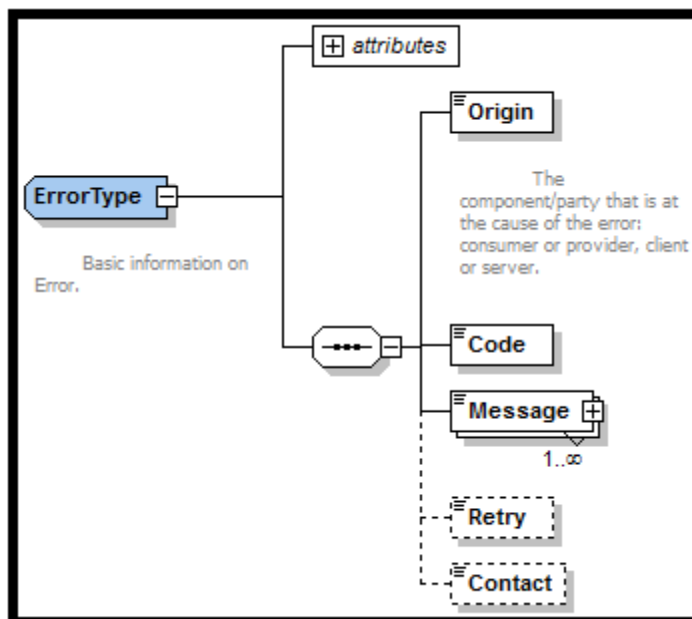 attributes
Origin
The
component/party that is at
the cause of the error:
consumer or provider, client
or server.
ErrorType
Basic information on
Error.
Code
Message
1..∞
Retry
Contact